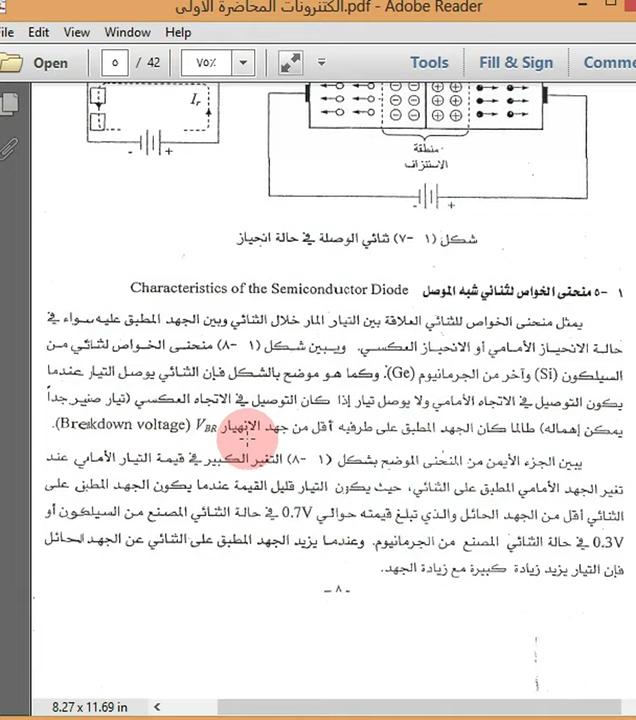 الكتنرونات المحاضرة الاولى.pdf - Adobe Reader
File Edit View Window Help
Open ٥ / 42 ٧٥% Tools Fill & Sign Comme
Ir
- +
منطقة
الاستنزاف
- +
شكل (١ -٧) ثنائي الوصلة في حالة انحياز
١ -٥ منحنى الخواص لثنائي شبه الموصل Characteristics of the Semiconductor Diode
يمثل منحنى الخواص للثنائي العلاقة بين التيار المار خلال الثنائي وبين الجهد المطبق عليه سواء في
حالة الانحياز الأمامي أو الانحياز العكسي. ويبين شكل (١ -٨) منحنى الخواص لثنائي من
السيلكون (Si) وآخر من الجرمانيوم (Ge). وكما هو موضح بالشكل فإن الثنائي يوصل التيار عندما
يكون التوصيل في الاتجاه الأمامي ولا يوصل تيار إذا كان التوصيل في الاتجاه العكسي (تيار صغير جداً
يمكن إهماله) طالما كان الجهد المطبق على طرفيه أقل من جهد الانهيار VBR (Breakdown voltage).
يبين الجزء الأيمن من المنحنى الموضح بشكل (١ -٨) التغير الكبير في قيمة التيار الأمامي عند
تغير الجهد الأمامي المطبق على الثنائي، حيث يكون التيار قليل القيمة عندما يكون الجهد المطبق على
الثنائي أقل من الجهد الحائل والذي تبلغ قيمته حوالي 0.7V في حالة الثنائي المصنع من السيلكون أو
0.3V في حالة الثنائي المصنع من الجرمانيوم. وعندما يزيد الجهد المطبق على الثنائي عن الجهد الحائل
فإن التيار يزيد زيادة كبيرة مع زيادة الجهد.
- ٨ -
8.27 x 11.69 in